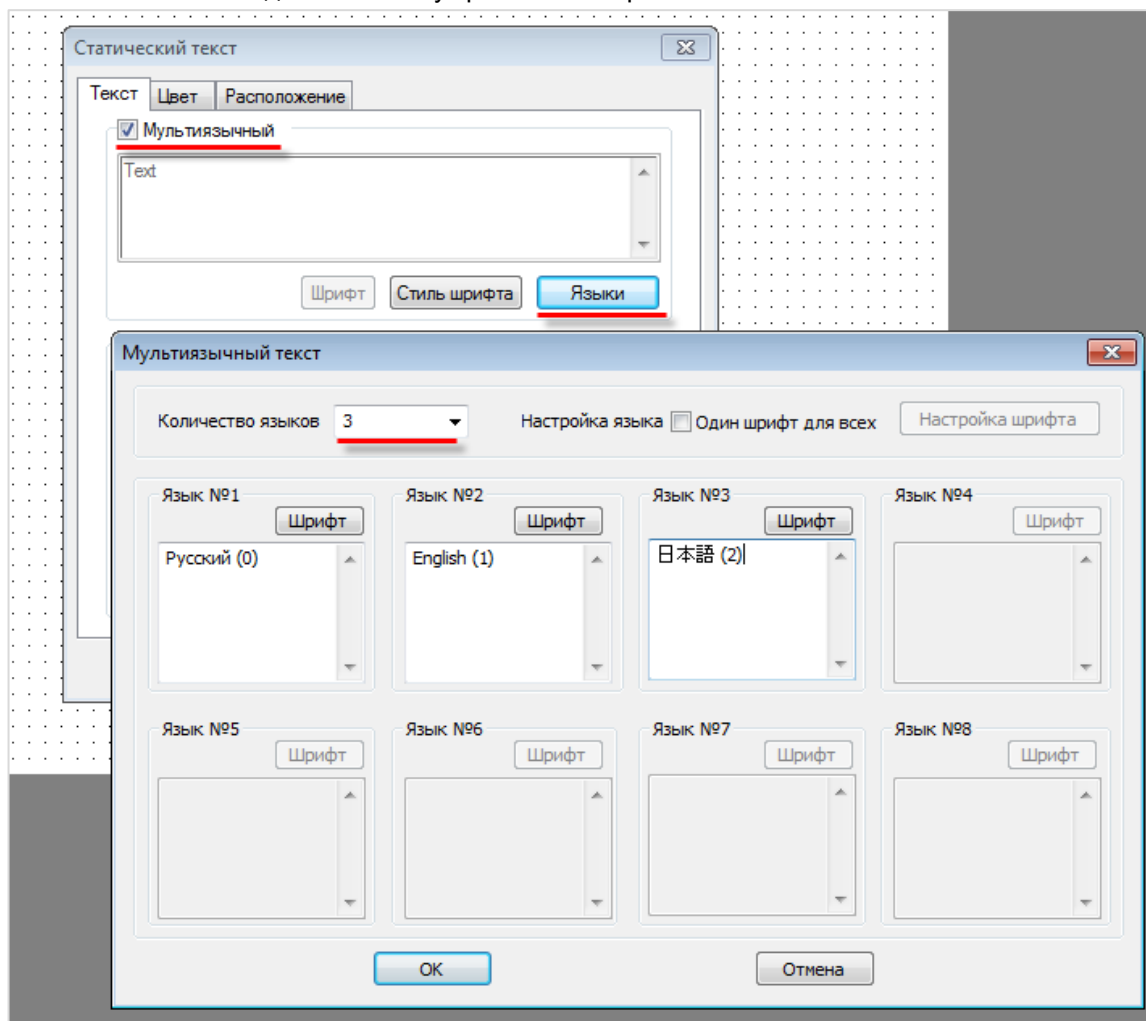 Статический текст
Текст Цвет Расположение
Мультиязычный
Text
Шрифт Стиль шрифта Языки
Мультиязычный текст
Количество языков 3 Настройка языка Один шрифт для всех Настройка шрифта
Язык №1 Язык №2 Язык №3 Язык №4
Шрифт Шрифт Шрифт Шрифт
Русский (0) English (1) 日本語 (2)
Язык №5 Язык №6 Язык №7 Язык №8
Шрифт Шрифт Шрифт Шрифт
OK Отмена